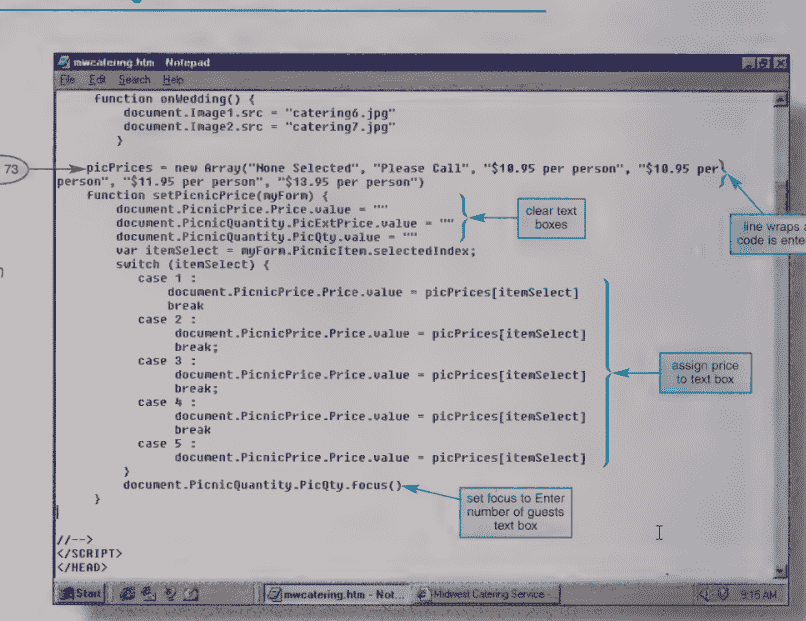 mwcatering.htm Notepad
File Edit Search Help
function onWedding() {
document.Image1.src = "catering6.jpg"
document.Image2.src = "catering7.jpg"
}
73
picPrices = new Array("None Selected", "Please Call", "$10.95 per person", "$10.95 per
person", "$11.95 per person", "$13.95 per person")
Function setPicnicPrice(myForm) {
document.PicnicPrice.Price.value = ""
document.PicnicQuantity.PicExtPrice.value = ""
document.PicnicQuantity.PicQty.value = ""
clear text
boxes
line wraps
code is ente
var itemSelect = myForm.PicnicItem.selectedIndex;
switch (itemSelect) {
case 1 :
document.PicnicPrice.Price.value = picPrices[itemSelect]
break
case 2 :
document.PicnicPrice.Price.value = picPrices[itemSelect]
break;
case 3 :
document.PicnicPrice.Price.value = picPrices[itemSelect]
break;
case 4 :
document.PicnicPrice.Price.value = picPrices[itemSelect]
break
case 5 :
document.PicnicPrice.Price.value = picPrices[itemSelect]
}
assign price
to text box
document.PicnicQuantity.PicQty.focus()
}
set focus to Enter
number of guests
text box
//-->
</SCRIPT>
</HEAD>
Start mwcatering.htm - Not... Midwest Catering Service - 9:15 AM